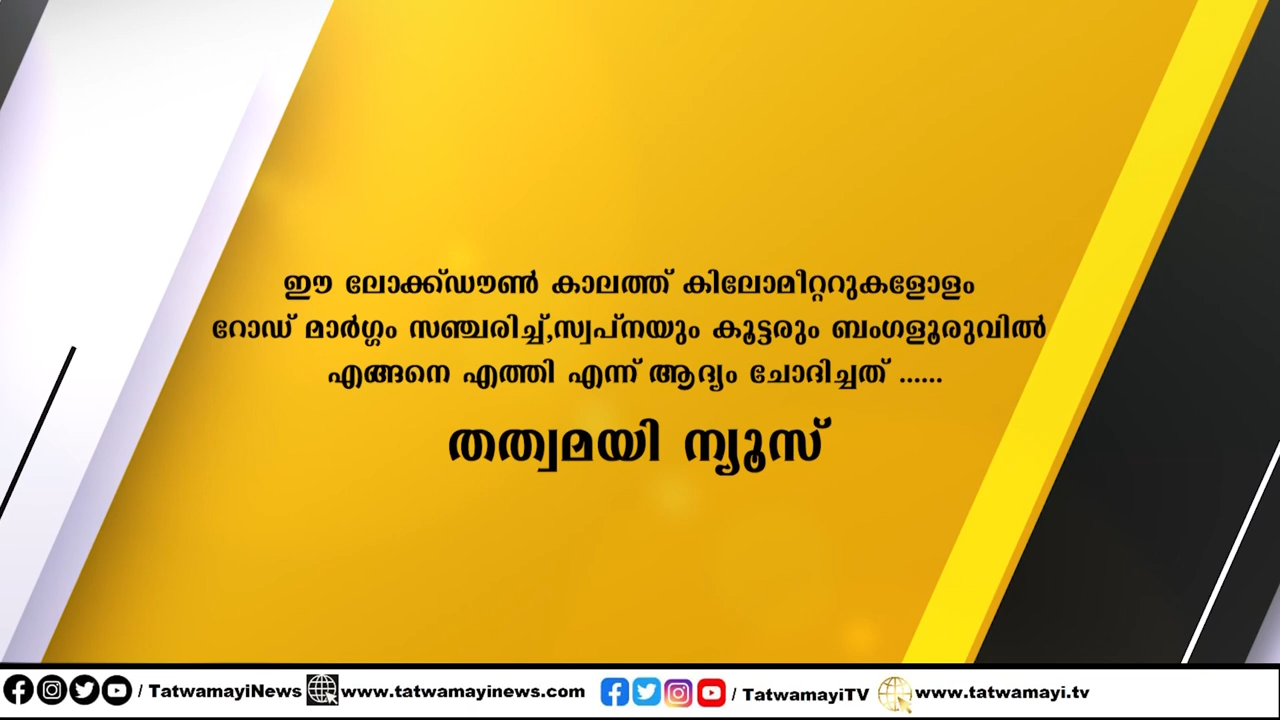 ഈ ലോക്ക്ഡൗൺ കാലത്ത് കിലോമീറ്ററുകളോളം
റോഡ് മാർഗ്ഗം സഞ്ചരിച്ച്,സ്വപ്നയും കൂട്ടരും ബംഗളൂരുവിൽ
എങ്ങനെ എത്തി എന്ന് ആദ്യം ചോദിച്ചത് ......
തത്വമയി ന്യൂസ്
/ TatwamayiNews www.tatwamayinews.com / TatwamayiTV www.tatwamayi.tv